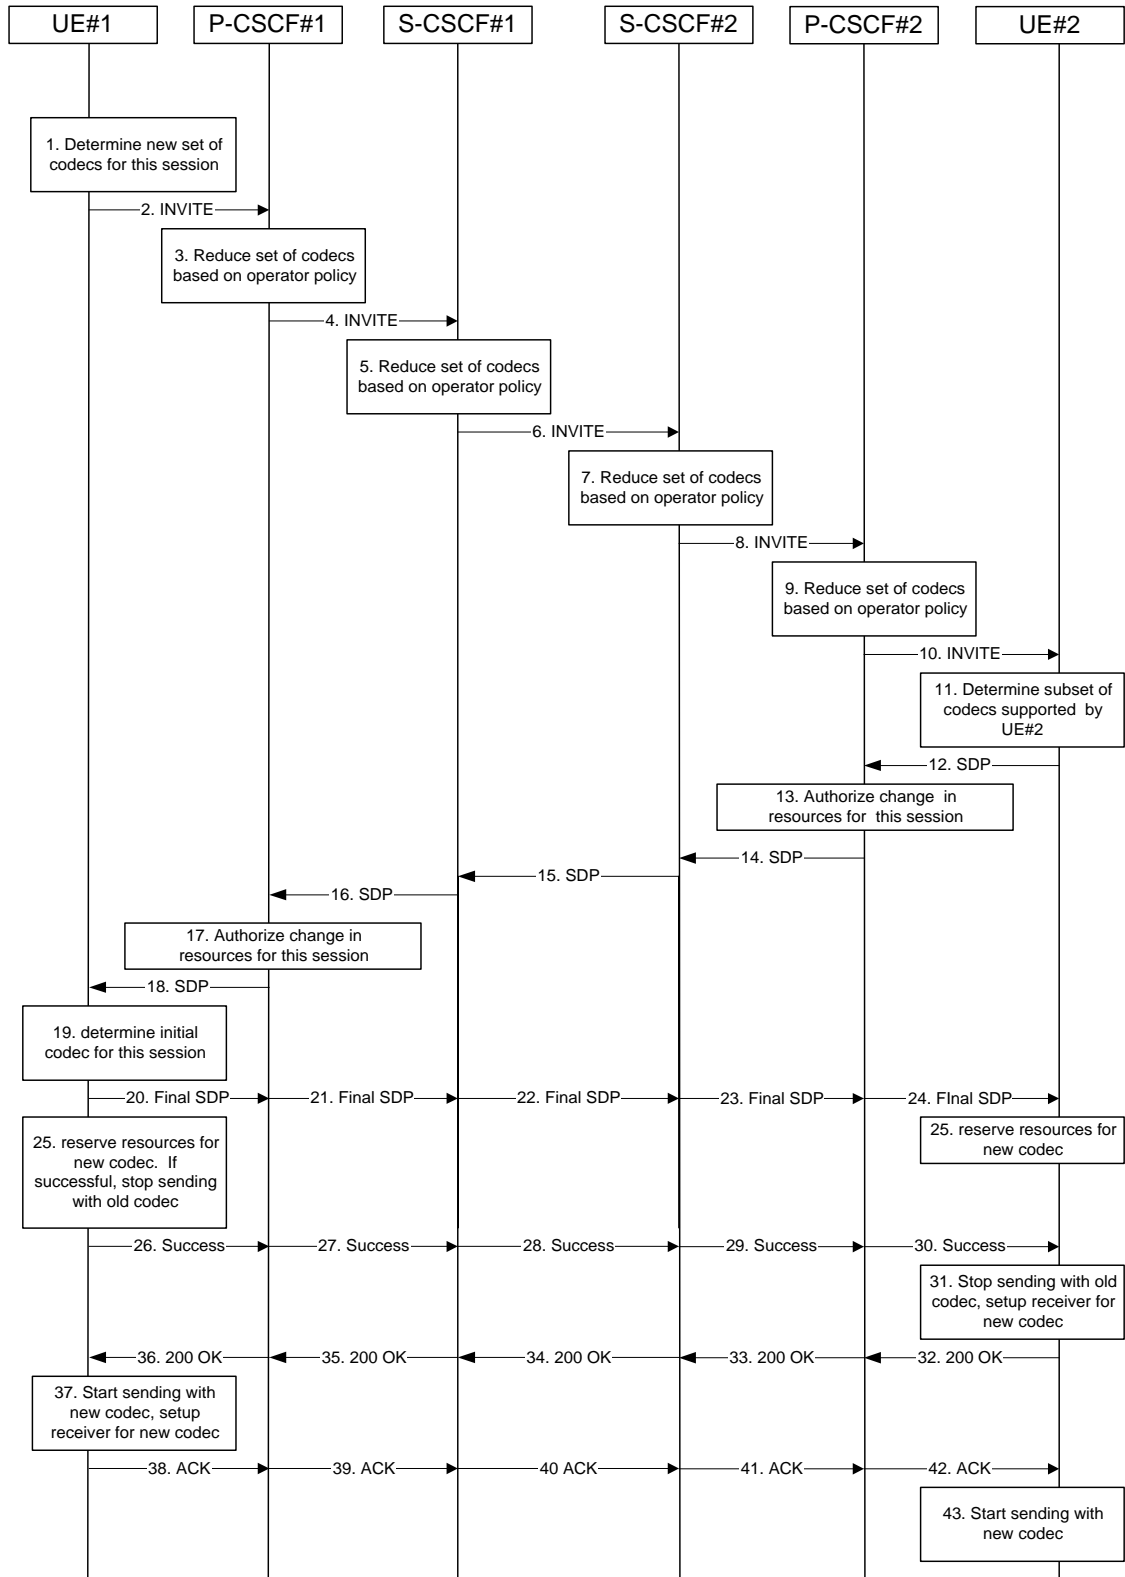 UE#1
P-CSCF#1
S-CSCF#1
S-CSCF#2
P-CSCF#2
UE#2
1. Determine new set of
codecs for this session
2. INVITE
3. Reduce set of codecs
based on operator policy
4. INVITE
5. Reduce set of codecs
based on operator policy
6. INVITE
7. Reduce set of codecs
based on operator policy
8. INVITE
9. Reduce set of codecs
based on operator policy
10. INVITE
11. Determine subset of
codecs supported by
UE#2
12. SDP
13. Authorize change in
resources for this session
14. SDP
15. SDP
16. SDP
17. Authorize change in
resources for this session
18. SDP
19. determine initial
codec for this session
20. Final SDP
21. Final SDP
22. Final SDP
23. Final SDP
24. FInal SDP
25. reserve resources for
new codec. If
successful, stop sending
with old codec
25. reserve resources for
new codec
26. Success
27. Success
28. Success
29. Success
30. Success
31. Stop sending with old
codec, setup receiver for
new codec
36. 200 OK
35. 200 OK
34. 200 OK
33. 200 OK
32. 200 OK
37. Start sending with
new codec, setup
receiver for new codec
38. ACK
39. ACK
40 ACK
41. ACK
42. ACK
43. Start sending with
new codec